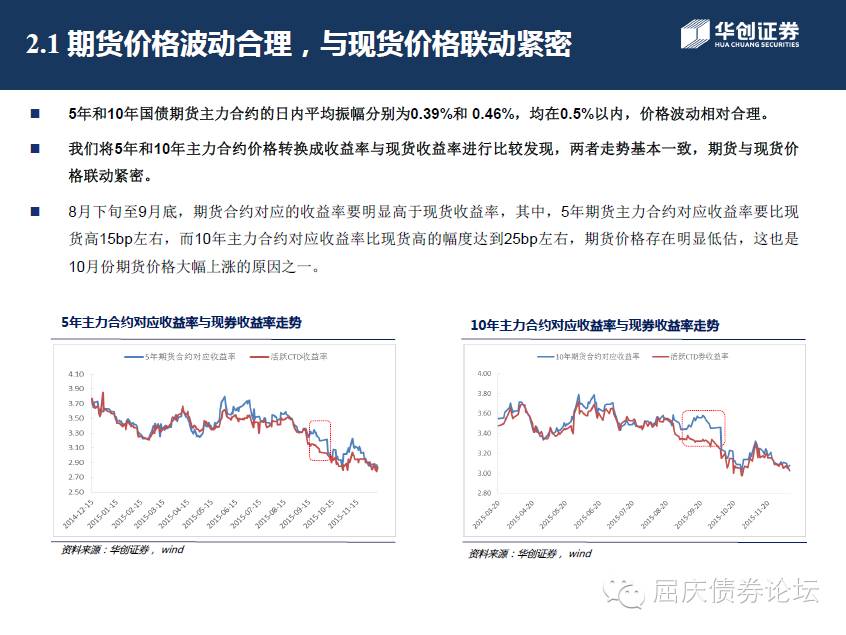 2.1 期货价格波动合理，与现货价格联动紧密
华创证券
HUA CHUANG SECURITIES
5年和10年国债期货主力合约的日内平均振幅分别为0.39%和 0.46%，均在0.5%以内，价格波动相对合理。
我们将5年和10年主力合约价格转换成收益率与现货收益率进行比较发现，两者走势基本一致，期货与现货价
格联动紧密。
8月下旬至9月底，期货合约对应的收益率要明显高于现货收益率，其中，5年期货主力合约对应收益率要比现
货高15bp左右，而10年主力合约对应收益率比现货高的幅度达到25bp左右，期货价格存在明显低估，这也是
10月份期货价格大幅上涨的原因之一。
5年主力合约对应收益率与现券收益率走势
5年期货合约对应收益率 活跃CTD收益率
4.10
3.90
3.70
3.50
3.30
3.10
2.90
2.70
2.50
2014-12-15 2015-01-15 2015-02-15 2015-03-15 2015-04-15 2015-05-15 2015-06-15 2015-07-15 2015-08-15 2015-09-15 2015-10-15 2015-11-15
资料来源：华创证券，wind
10年主力合约对应收益率与现券收益率走势
10年期货合约对应收益率 活跃CTD券收益率
4.00
3.80
3.60
3.40
3.20
3.00
2.80
2015-03-20 2015-04-20 2015-05-20 2015-06-20 2015-07-20 2015-08-20 2015-09-20 2015-10-20 2015-11-20
资料来源：华创证券，wind
屈庆债券论坛